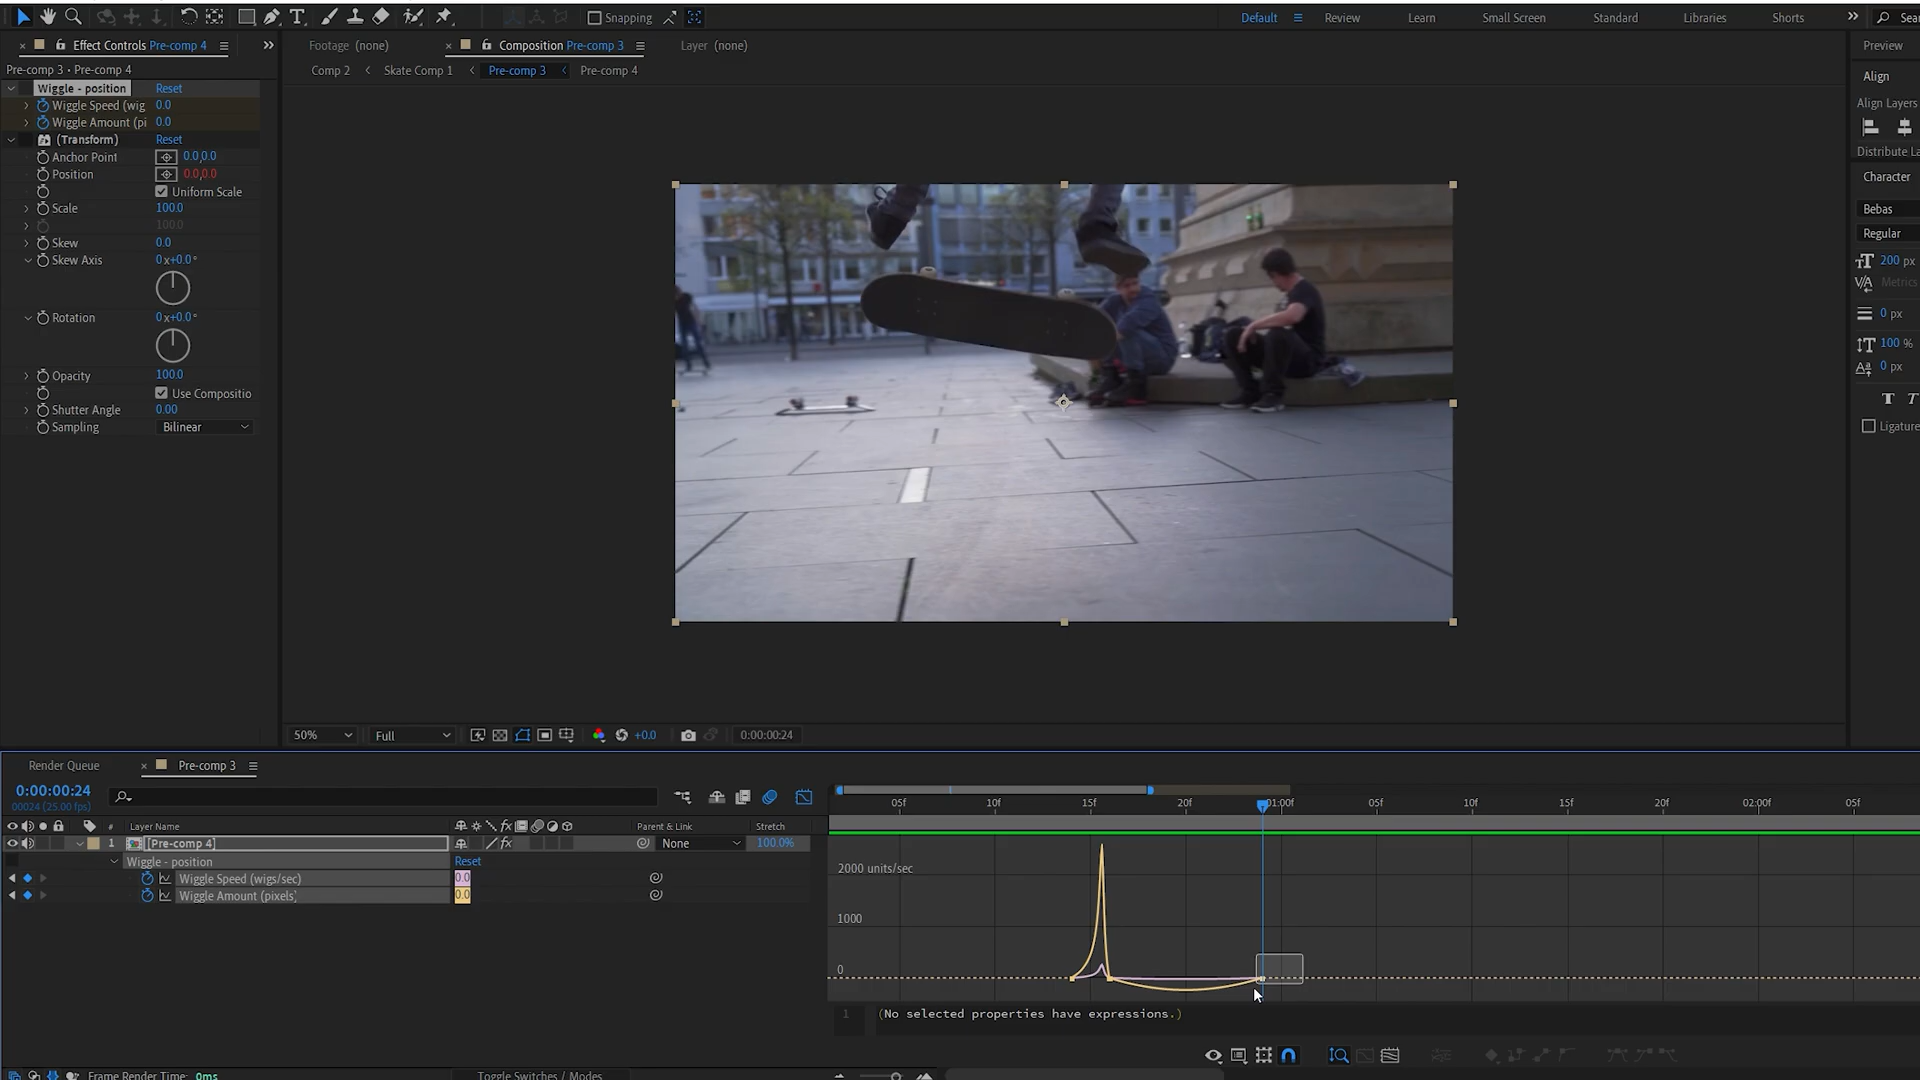 Snapping
Default
Review
Learn
Small Screen
Standard
Libraries
Shorts
Effect Controls Pre-comp 4
Footage (none)
Composition Pre-comp 3
Layer (none)
Preview
Pre-comp 3 • Pre-comp 4
Comp 2
Skate Comp 1
Pre-comp 3
Pre-comp 4
Align
Wiggle - position
Reset
Wiggle Speed (wig
0.0
Align Layers
Wiggle Amount (pi
0.0
(Transform)
Reset
Anchor Point
0.0,0.0
Distribute La
Position
0.0,0.0
Character
Uniform Scale
Scale
100.0
Bebas
100.0
Regular
Skew
0.0
Skew Axis
0x+0.0°
200 px
Metrics
Rotation
0x+0.0°
0 px
100 %
0 px
Opacity
100.0
Use Compositio
Shutter Angle
0.00
Sampling
Bilinear
Ligature
50%
Full
+0.0
0:00:00:24
Render Queue
Pre-comp 3
0:00:00:24
00024 (25.00 fps)
05f
10f
15f
20f
01:00f
05f
10f
15f
20f
02:00f
05f
#
Layer Name
Parent & Link
Stretch
1
[Pre-comp 4]
None
100.0%
Wiggle - position
Reset
2000 units/sec
Wiggle Speed (wigs/sec)
0.0
Wiggle Amount (pixels)
0.0
1000
0
1
(No selected properties have expressions.)
Frame Render Time: 0ms
Toggle Switches / Modes